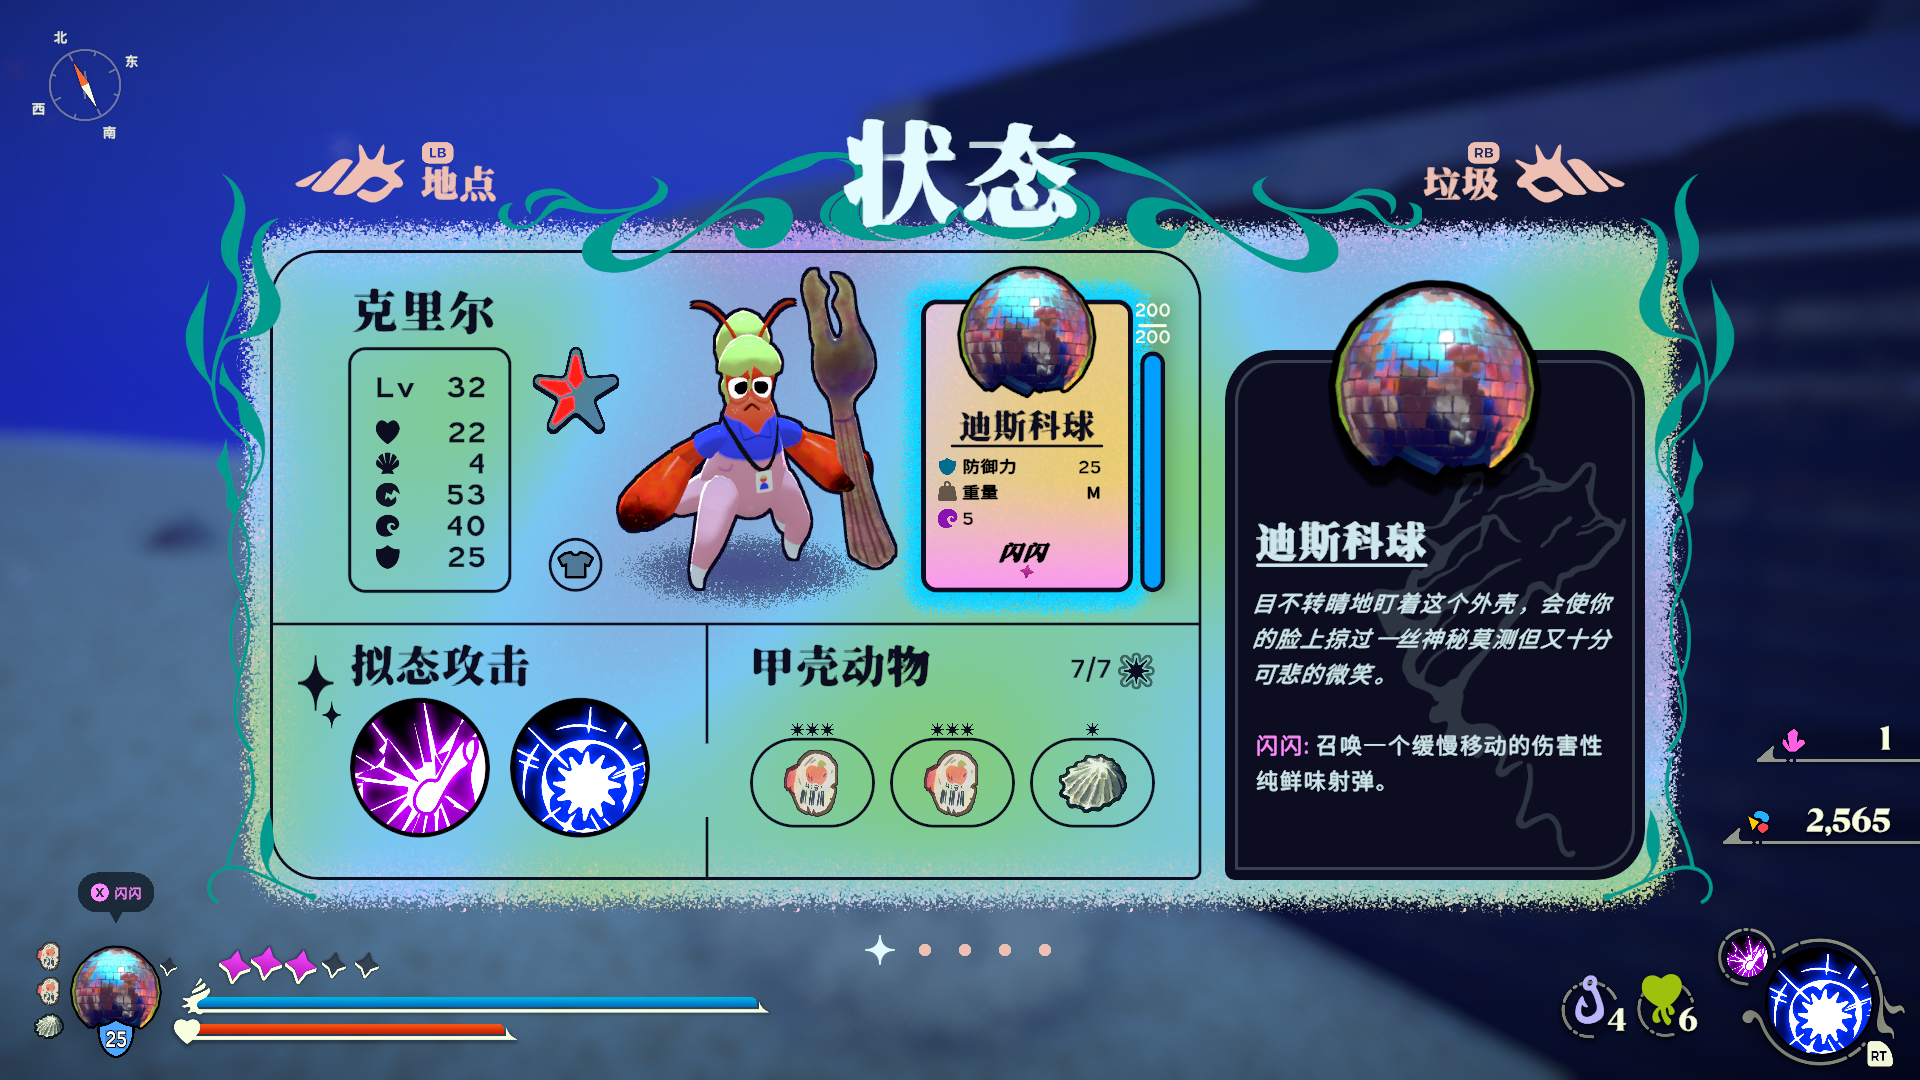 北
东
西
南
LB
地点
状态
RB
垃圾
克里尔
Lv 32
22
4
53
40
25
迪斯科球
防御力 25
重量 M
5
闪闪
200
200
拟态攻击
甲壳动物 7/7
迪斯科球
目不转睛地盯着这个外壳，会使你
的脸上掠过一丝神秘莫测但又十分
可悲的微笑。
闪闪: 召唤一个缓慢移动的伤害性
纯鲜味射弹。
1
2,565
X 闪闪
25
4
6
RT